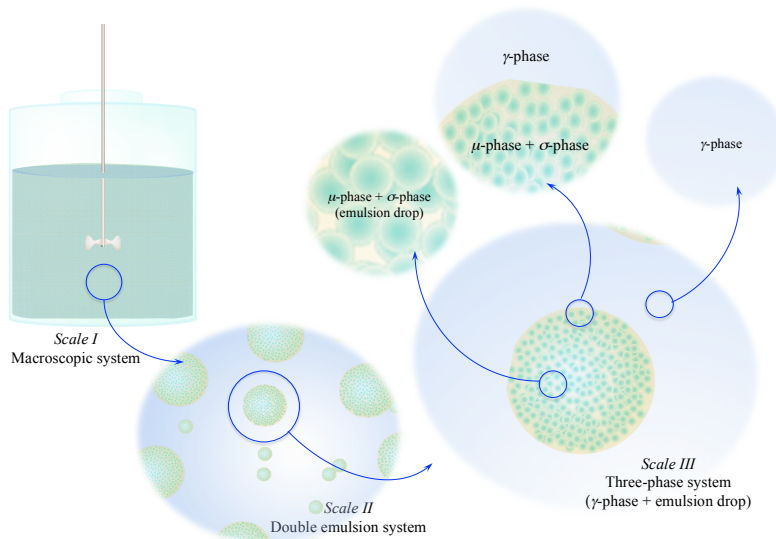 γ-phase
μ-phase + σ-phase
γ-phase
μ-phase + σ-phase
(emulsion drop)
Scale I
Macroscopic system
Scale II
Double emulsion system
Scale III
Three-phase system
(γ-phase + emulsion drop)